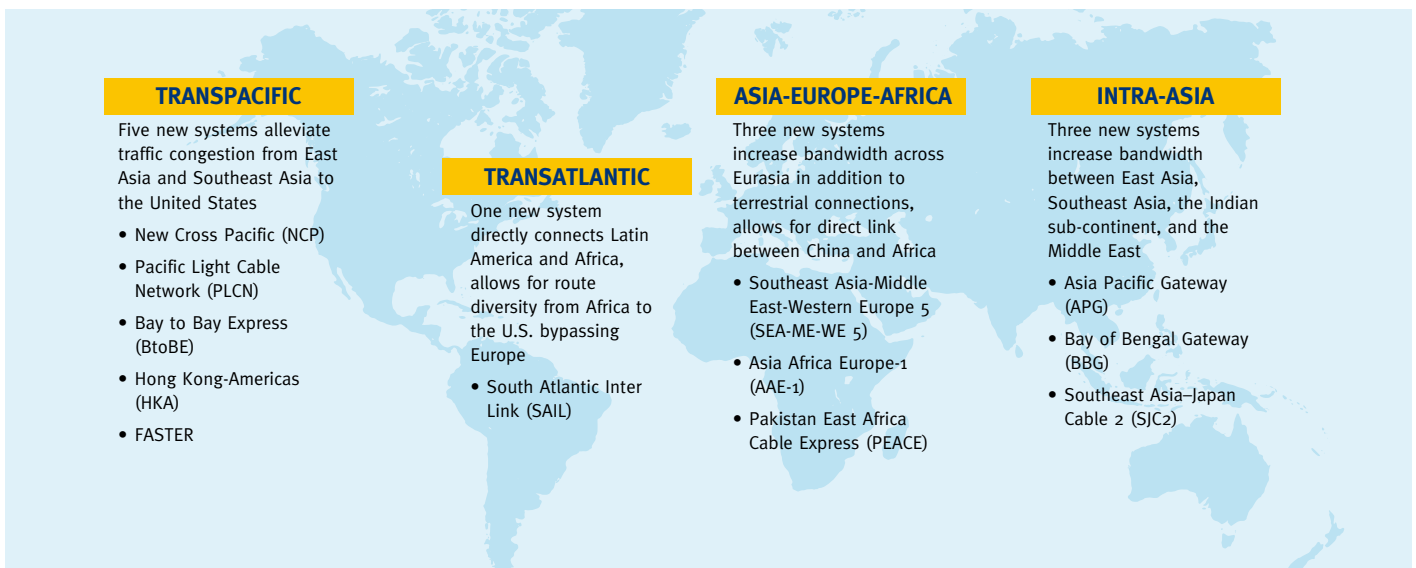 TRANSPACIFIC
Five new systems alleviate
traffic congestion from East
Asia and Southeast Asia to
the United States
• New Cross Pacific (NCP)
• Pacific Light Cable
Network (PLCN)
• Bay to Bay Express
(BtoBE)
• Hong Kong-Americas
(HKA)
• FASTER
TRANSATLANTIC
One new system
directly connects Latin
America and Africa,
allows for route
diversity from Africa to
the U.S. bypassing
Europe
• South Atlantic Inter
Link (SAIL)
ASIA-EUROPE-AFRICA
Three new systems
increase bandwidth across
Eurasia in addition to
terrestrial connections,
allows for direct link
between China and Africa
• Southeast Asia-Middle
East-Western Europe 5
(SEA-ME-WE 5)
• Asia Africa Europe-1
(AAE-1)
• Pakistan East Africa
Cable Express (PEACE)
INTRA-ASIA
Three new systems
increase bandwidth
between East Asia,
Southeast Asia, the Indian
sub-continent, and the
Middle East
• Asia Pacific Gateway
(APG)
• Bay of Bengal Gateway
(BBG)
• Southeast Asia–Japan
Cable 2 (SJC2)